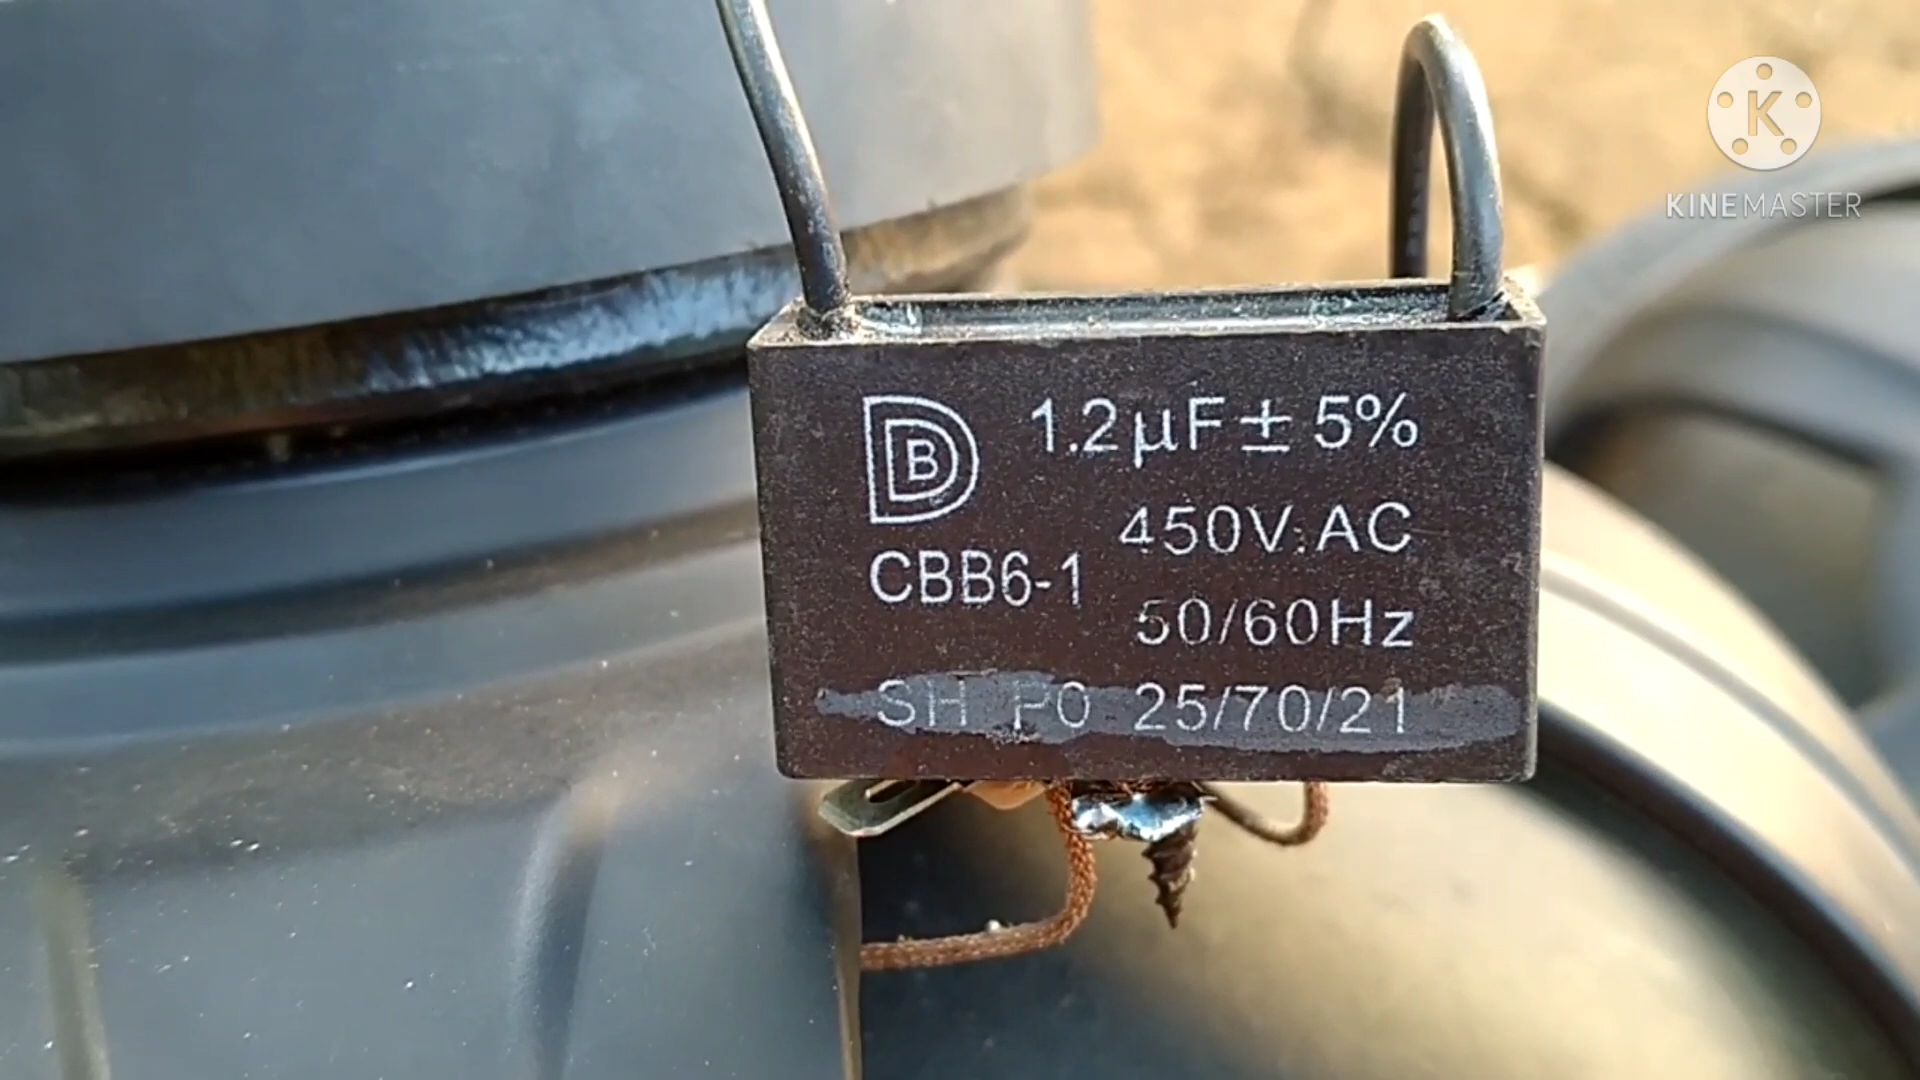 K
KINEMASTER
B 1.2µF ± 5%
450V.AC
CBB6-1
50/60Hz
SH P0 25/70/21